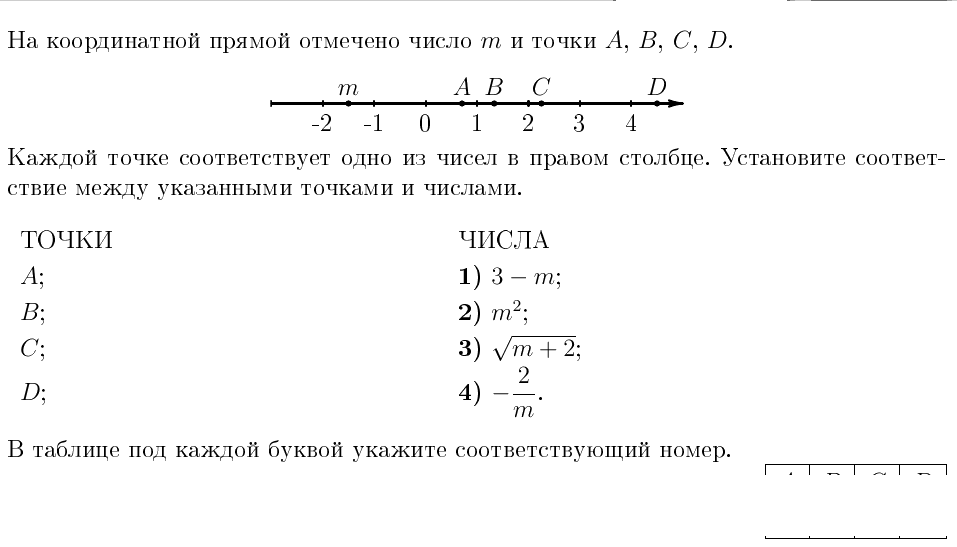 На координатной прямой отмечено число m и точки A, B, C, D.
m A B C D
-2 -1 0 1 2 3 4
Каждой точке соответствует одно из чисел в правом столбце. Установите соответ-
ствие между указанными точками и числами.
ТОЧКИ ЧИСЛА
A; 1) 3 − m;
B; 2) m²;
C; 3) √(m + 2);
D; 4) −2/m.
В таблице под каждой буквой укажите соответствующий номер.